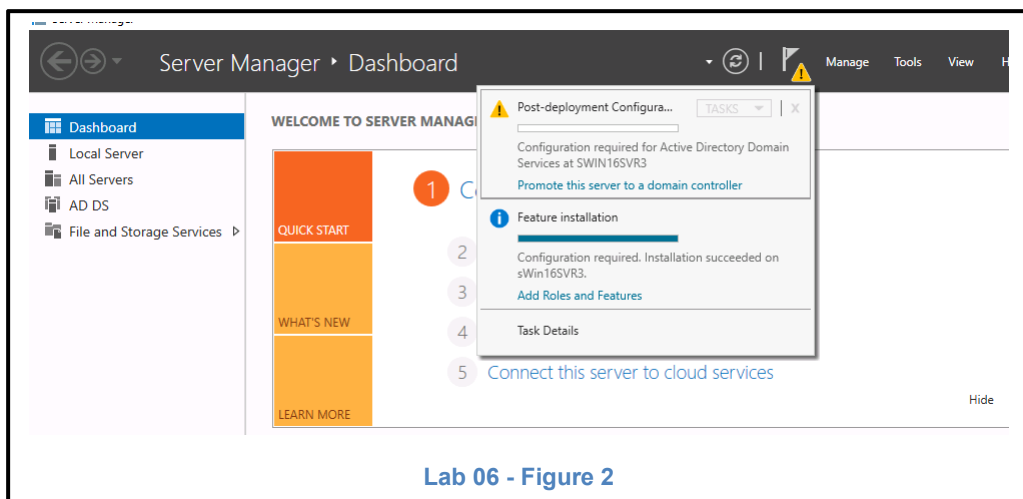 Server Manager • Dashboard
Manage Tools View
Dashboard
Local Server
All Servers
AD DS
File and Storage Services
WELCOME TO SERVER
QUICK START
WHAT'S NEW
LEARN MORE
1
2
3
4
5 Connect this server to cloud services
Hide
Post-deployment Configura...
TASKS
X
Configuration required for Active Directory Domain
Services at SWIN16SVR3
Promote this server to a domain controller
Feature installation
Configuration required. Installation succeeded on
sWin16SVR3.
Add Roles and Features
Task Details
Lab 06 - Figure 2